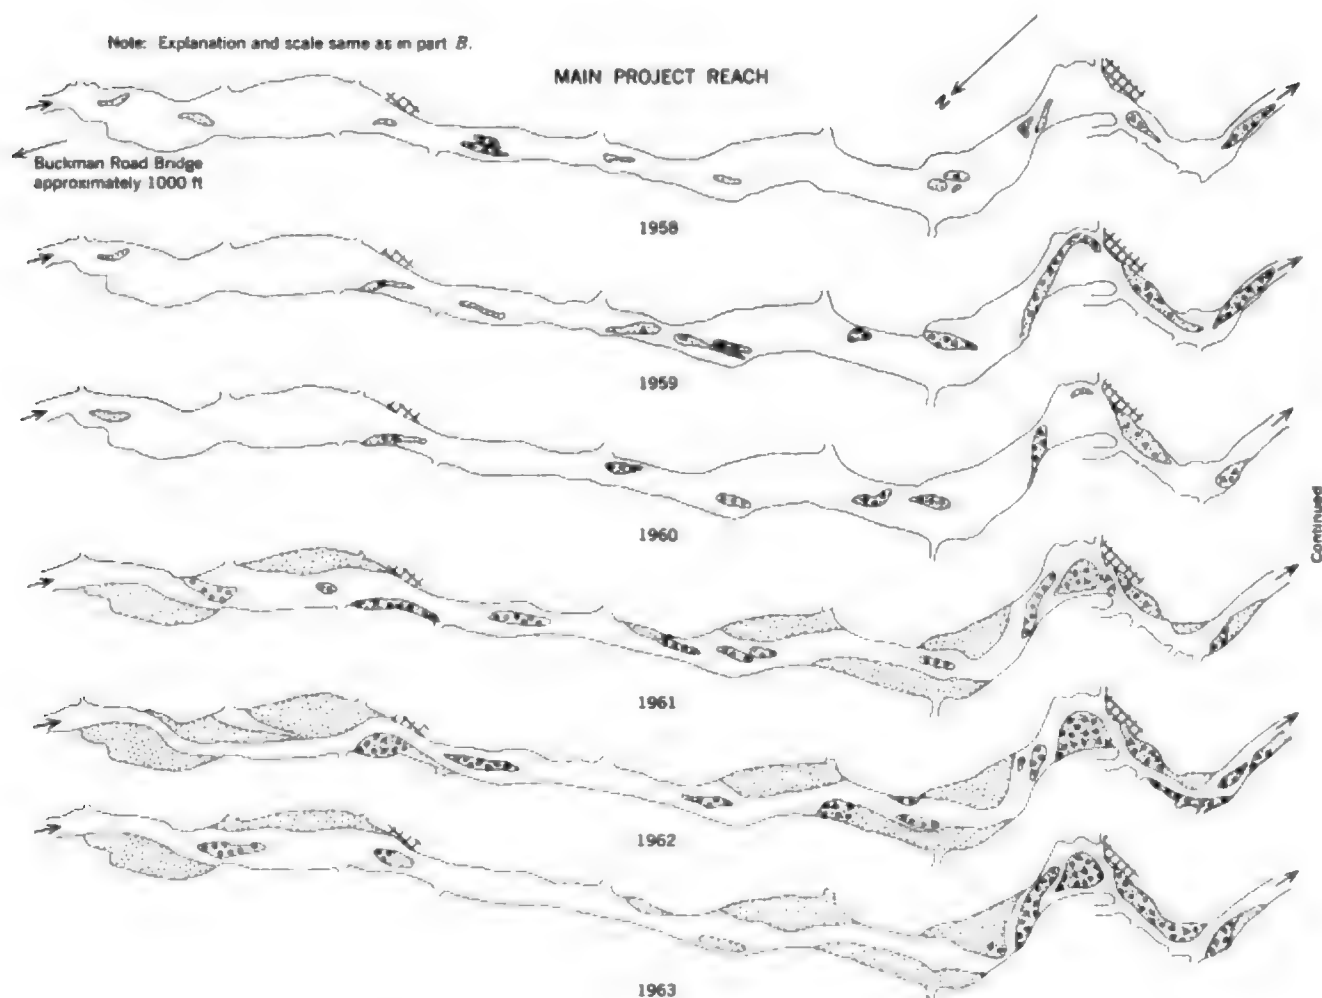 Note: Explanation and scale same as in part B.
MAIN PROJECT REACH
N
Buckman Road Bridge
approximately 1000 ft
1958
1959
1960
Continued
1961
1962
1963